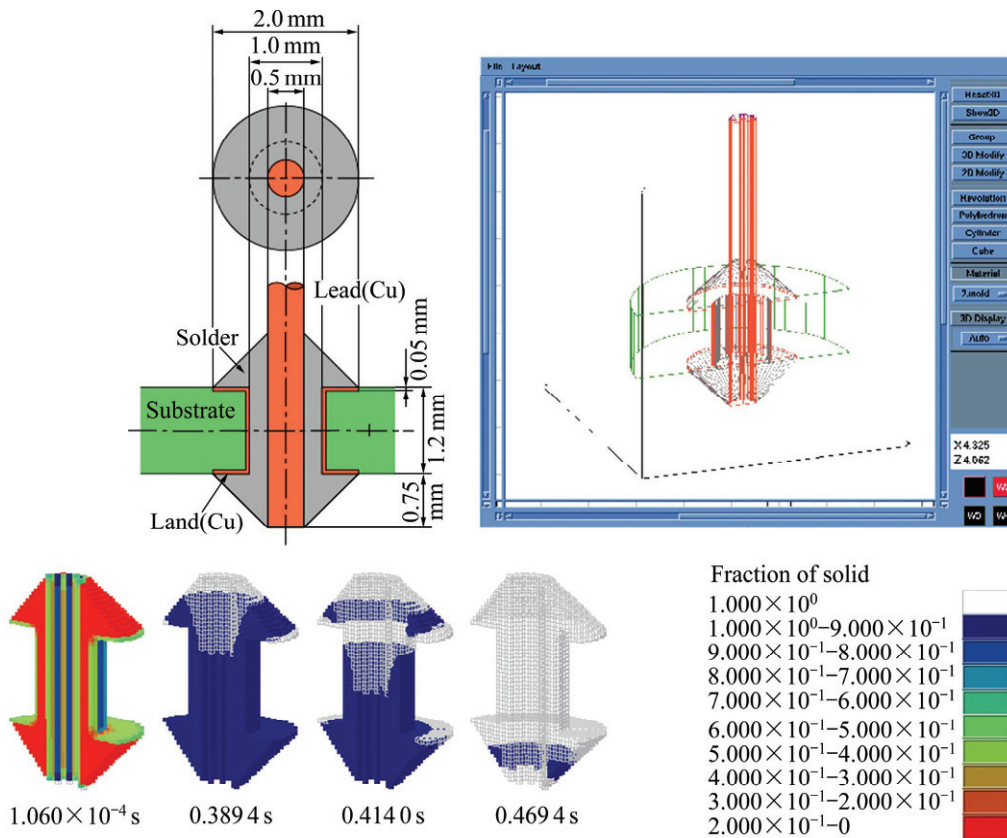 2.0 mm
1.0 mm
0.5 mm
Lead(Cu)
Solder
0.05 mm
Substrate
1.2 mm
0.75
mm
Land(Cu)
File Layout
Reset3D
Show3D
Group
3D Modify
2D Modify
Revolution
Polyhedron
Cylinder
Cube
Material
2.mold
3D Display
Auto
X 4.325
Z 4.062
1.060×10⁻⁴ s
0.389 4 s
0.414 0 s
0.469 4 s
Fraction of solid
1.000×10⁰
1.000×10⁰–9.000×10⁻¹
9.000×10⁻¹–8.000×10⁻¹
8.000×10⁻¹–7.000×10⁻¹
7.000×10⁻¹–6.000×10⁻¹
6.000×10⁻¹–5.000×10⁻¹
5.000×10⁻¹–4.000×10⁻¹
4.000×10⁻¹–3.000×10⁻¹
3.000×10⁻¹–2.000×10⁻¹
2.000×10⁻¹–0